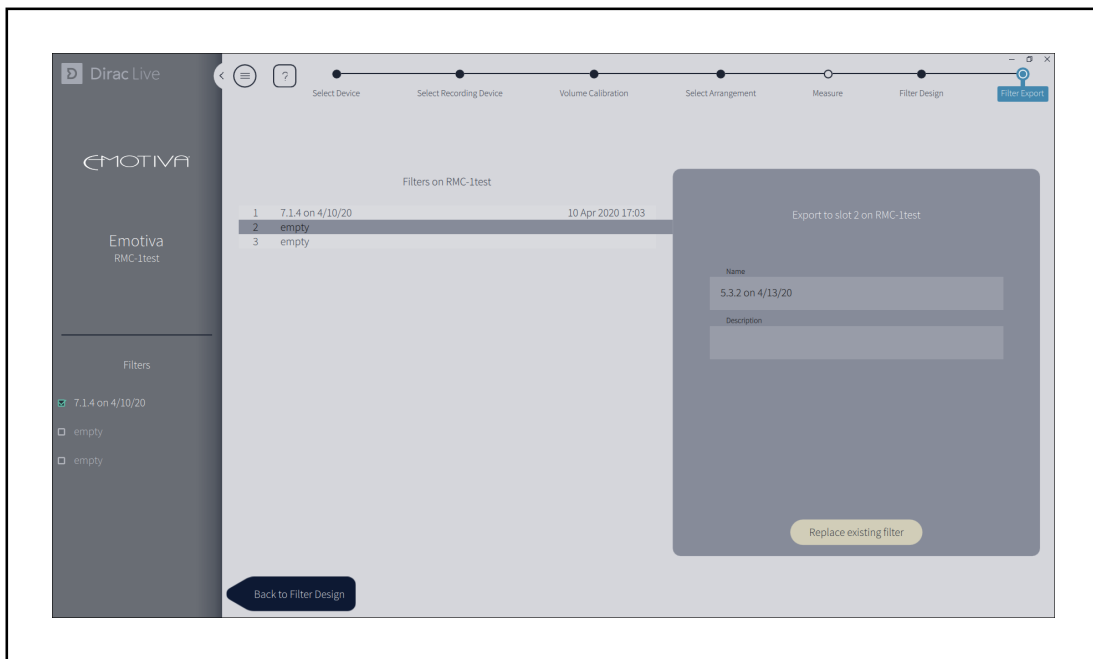 Dirac Live
?
Select Device
Select Recording Device
Volume Calibration
Select Arrangement
Measure
Filter Design
Filter Export
EMOTIVA
Emotiva
RMC-1test
Filters
7.1.4 on 4/10/20
empty
empty
Filters on RMC-1test
1 7.1.4 on 4/10/20 10 Apr 2020 17:03
2 empty
3 empty
Export to slot 2 on RMC-1test
Name
5.3.2 on 4/13/20
Description
Replace existing filter
Back to Filter Design